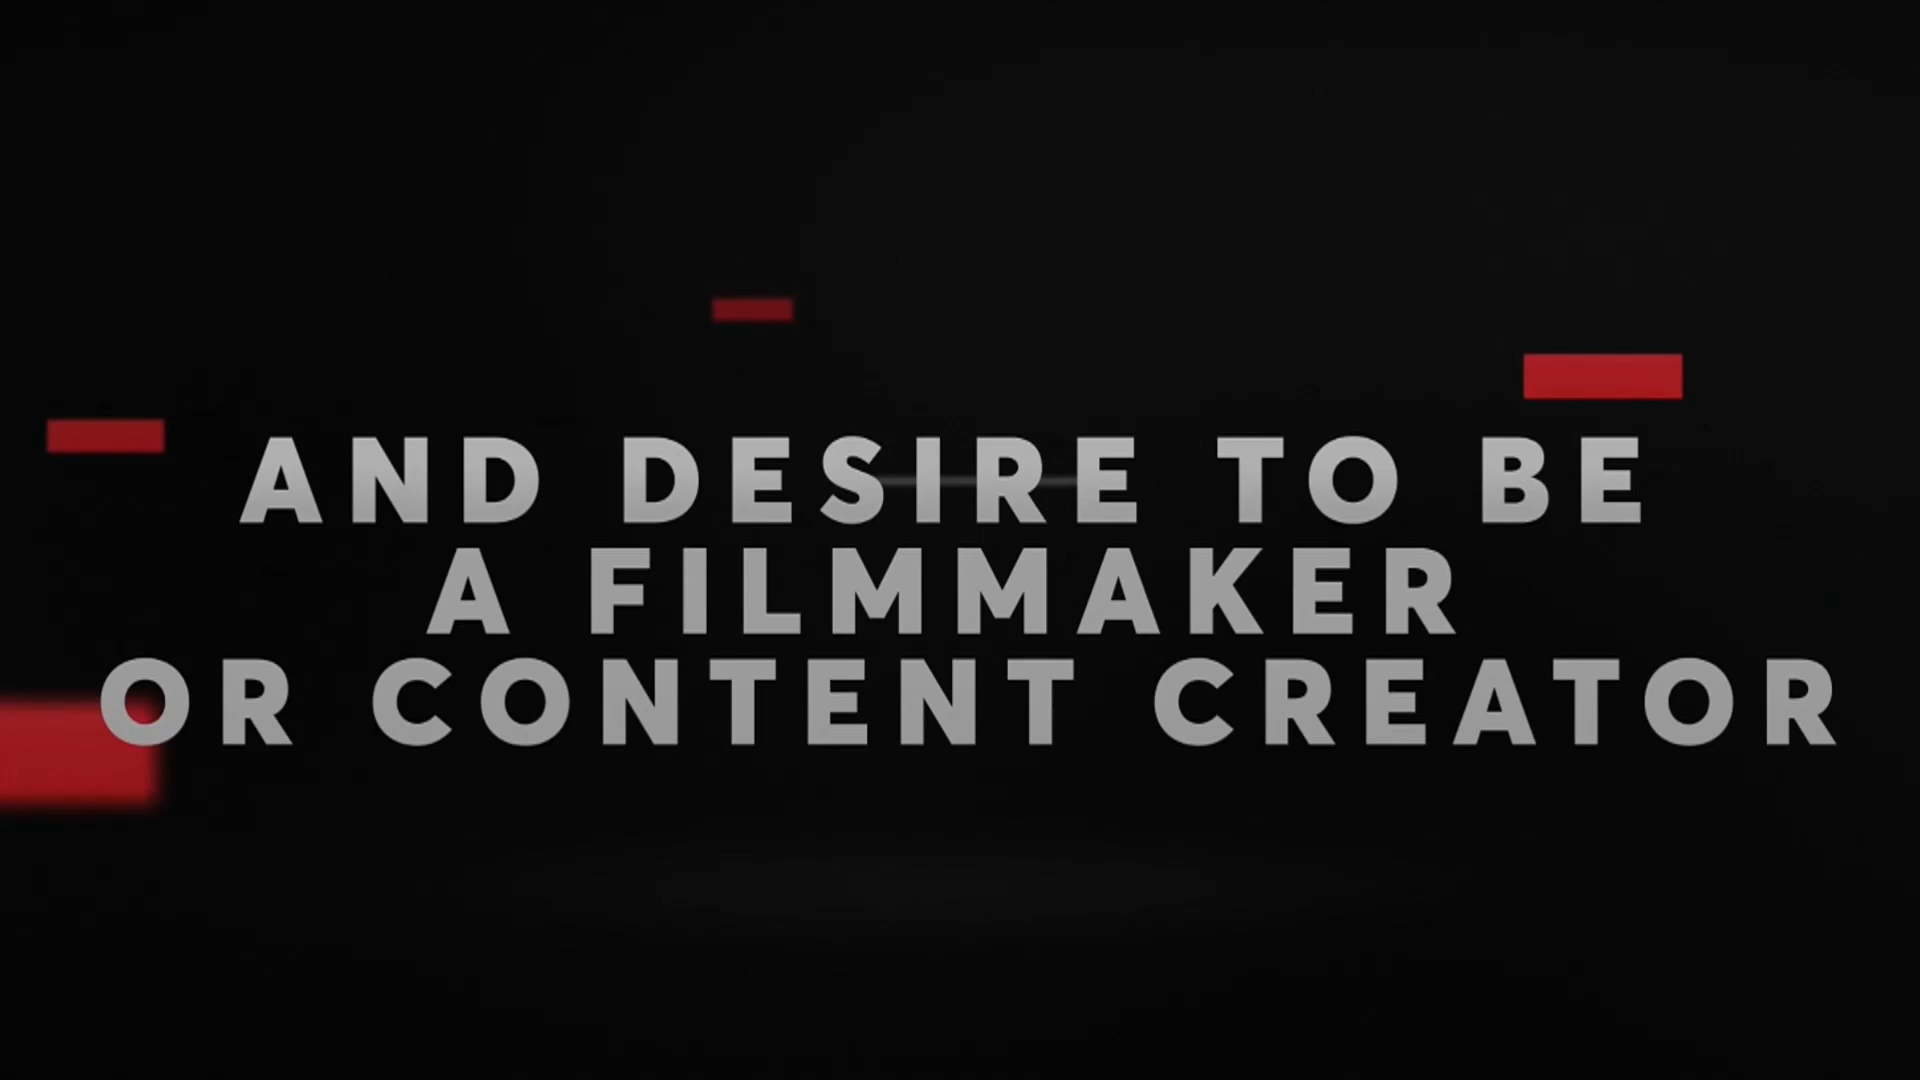 AND DESIRE TO BE
A FILMMAKER
OR CONTENT CREATOR